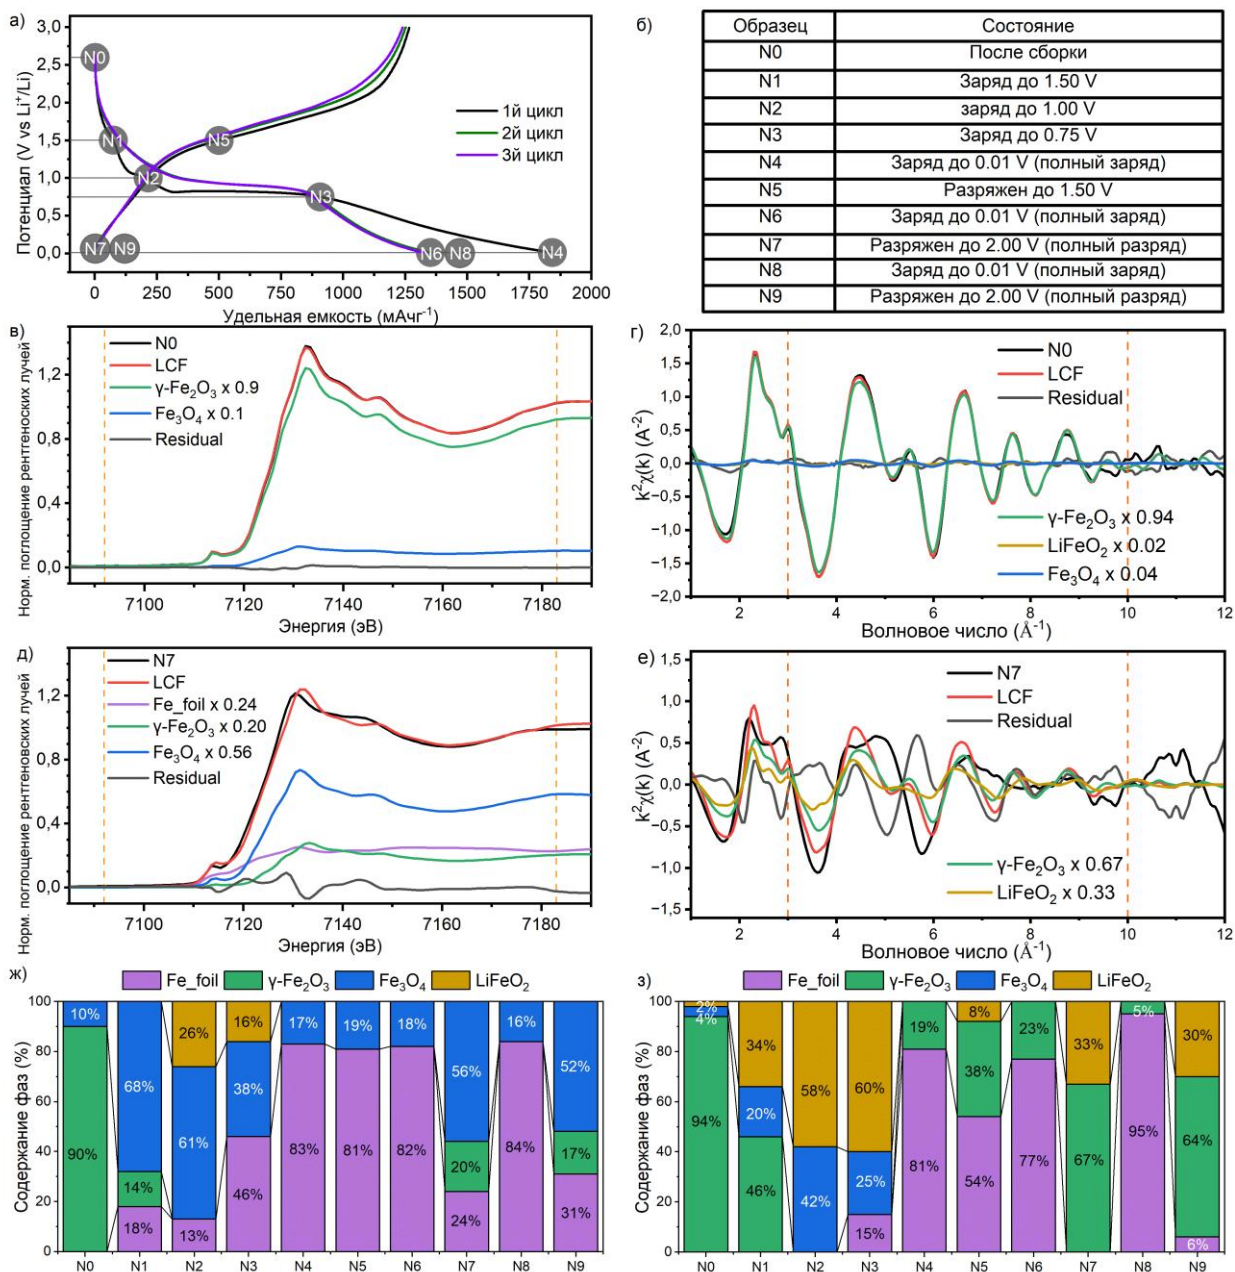 а)
3,0
2,5
2,0
1,5
1,0
0,5
0,0
Потенциал (V vs Li⁺/Li)
N0
N1
N2
N3
N4
N5
N6
N7
N8
N9
1й цикл
2й цикл
3й цикл
0 250 500 750 1000 1250 1500 1750 2000
Удельная емкость (мАчг⁻¹)
б)
Образец Состояние
N0 После сборки
N1 Заряд до 1.50 V
N2 заряд до 1.00 V
N3 Заряд до 0.75 V
N4 Заряд до 0.01 V (полный заряд)
N5 Разряжен до 1.50 V
N6 Заряд до 0.01 V (полный заряд)
N7 Разряжен до 2.00 V (полный разряд)
N8 Заряд до 0.01 V (полный заряд)
N9 Разряжен до 2.00 V (полный разряд)
в)
Норм. поглощение рентгеноских лучей
1,2
0,8
0,4
0,0
N0
LCF
γ-Fe₂O₃ x 0.9
Fe₃O₄ x 0.1
Residual
7100 7120 7140 7160 7180
Энергия (эВ)
г)
k²χ(k) (A⁻²)
2,0
1,5
1,0
0,5
0,0
−0,5
−1,0
−1,5
−2,0
N0
LCF
Residual
γ-Fe₂O₃ x 0.94
LiFeO₂ x 0.02
Fe₃O₄ x 0.04
2 4 6 8 10 12
Волновое число (Å⁻¹)
д)
Норм. поглощение рентгеновских лучей
1,2
0,8
0,4
0,0
N7
LCF
Fe_foil x 0.24
γ-Fe₂O₃ x 0.20
Fe₃O₄ x 0.56
Residual
7100 7120 7140 7160 7180
Энергия (эВ)
е)
k²χ(k) (A⁻²)
1,5
1,0
0,5
0,0
−0,5
−1,0
−1,5
N7
LCF
Residual
γ-Fe₂O₃ x 0.67
LiFeO₂ x 0.33
2 4 6 8 10 12
Волновое число (Å⁻¹)
ж)
Fe_foil γ-Fe₂O₃ Fe₃O₄ LiFeO₂
Содержание фаз (%)
100
80
60
40
20
0
10%
90%
68%
14%
18%
26%
61%
13%
16%
38%
46%
17%
83%
19%
81%
18%
82%
56%
20%
24%
16%
84%
52%
17%
31%
N0 N1 N2 N3 N4 N5 N6 N7 N8 N9
з)
Fe_foil γ-Fe₂O₃ Fe₃O₄ LiFeO₂
Содержание фаз (%)
100
80
60
40
20
0
2%
4%
94%
34%
20%
46%
58%
42%
60%
25%
15%
19%
81%
8%
38%
54%
23%
77%
33%
67%
5%
95%
30%
64%
6%
N0 N1 N2 N3 N4 N5 N6 N7 N8 N9